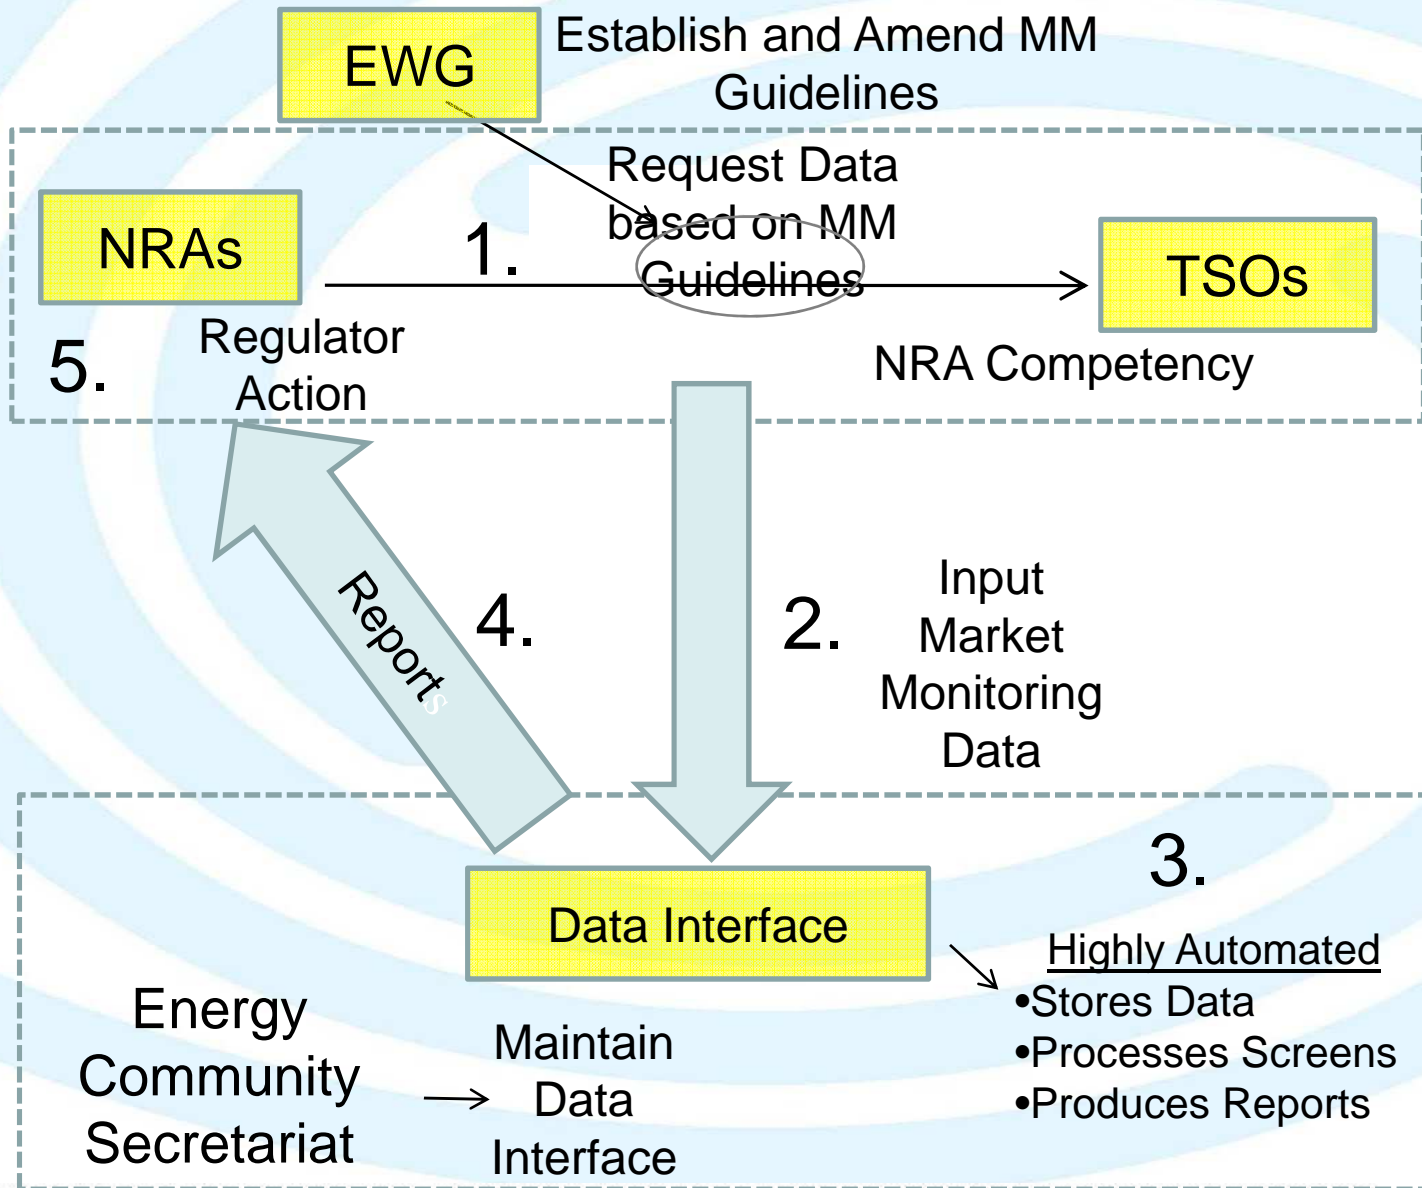 EWG
Establish and Amend MM
Guidelines
Request Data
based on MM
Guidelines
NRAs
1.
TSOs
5.
Regulator
Action
NRA Competency
Reports
4.
2.
Input
Market
Monitoring
Data
3.
Data Interface
Highly Automated
•Stores Data
•Processes Screens
•Produces Reports
Energy
Community
Secretariat
Maintain
Data
Interface